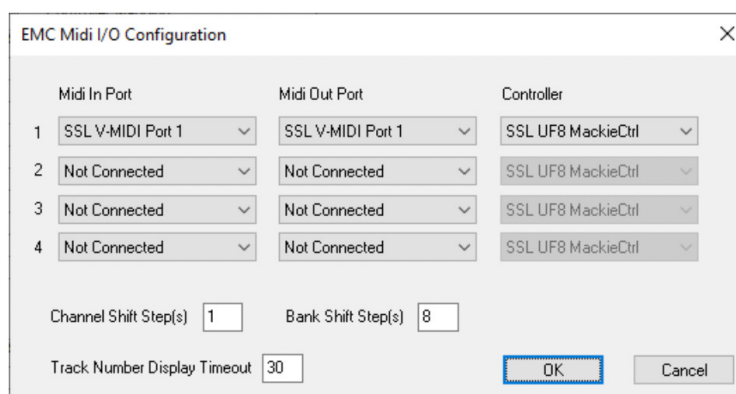 EMC Midi I/O Configuration
Midi In Port Midi Out Port Controller
1 SSL V-MIDI Port 1 SSL V-MIDI Port 1 SSL UF8 MackieCtrl
2 Not Connected Not Connected SSL UF8 MackieCtrl
3 Not Connected Not Connected SSL UF8 MackieCtrl
4 Not Connected Not Connected SSL UF8 MackieCtrl
Channel Shift Step(s) 1 Bank Shift Step(s) 8
Track Number Display Timeout 30 OK Cancel